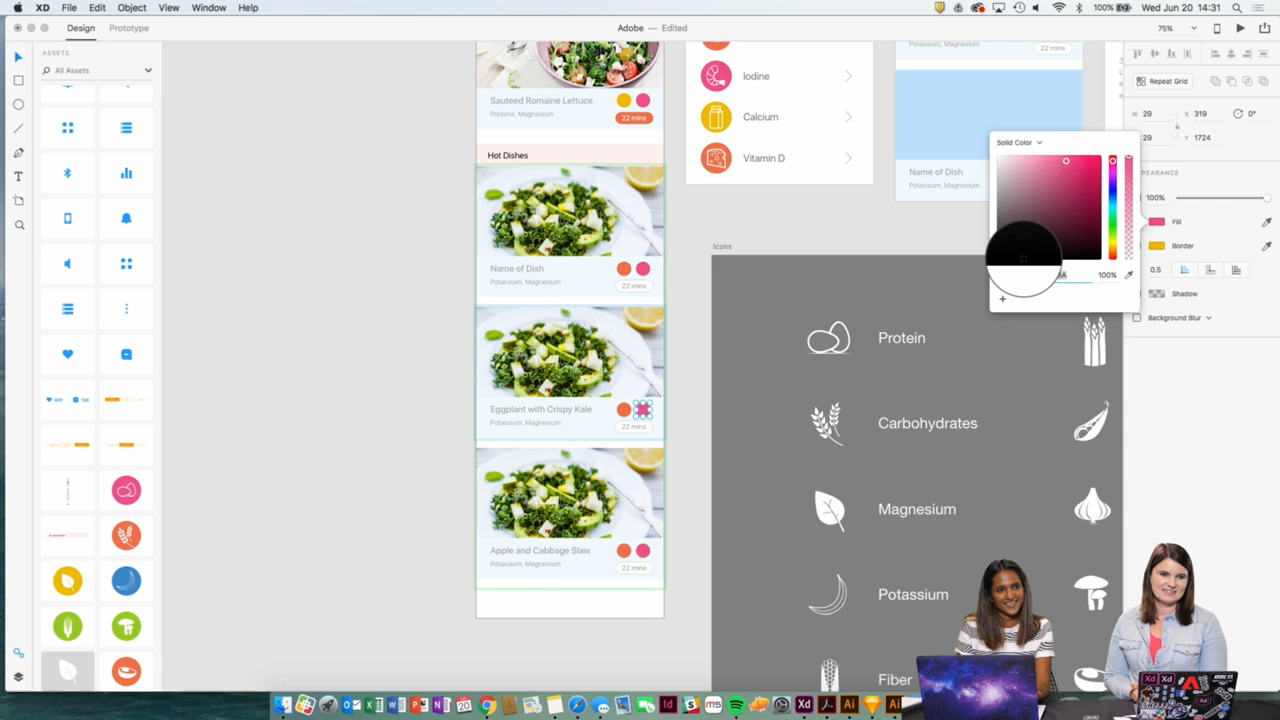 XD File Edit Object View Window Help
100% Wed Jun 20 14:31
Design Prototype
Adobe — Edited
75%
ASSETS
All Assets
Repeat Grid
W 29 X 319 0°
29 Y 1724
PEARANCE
100%
Fill
Border
0.5
Shadow
Background Blur
Solid Color
100%
Sauteed Romaine Lettuce
Proteins, Magnesium
22 mins
Hot Dishes
Name of Dish
Potassium, Magnesium
22 mins
Eggplant with Crispy Kale
Potassium, Magnesium
22 mins
Apple and Cabbage Slaw
Potassium, Magnesium
22 mins
Iodine
Calcium
Vitamin D
Potassium, Magnesium
22 mins
Name of Dish
Potassium, Magnesium
Icons
Protein
Carbohydrates
Magnesium
Potassium
Fiber